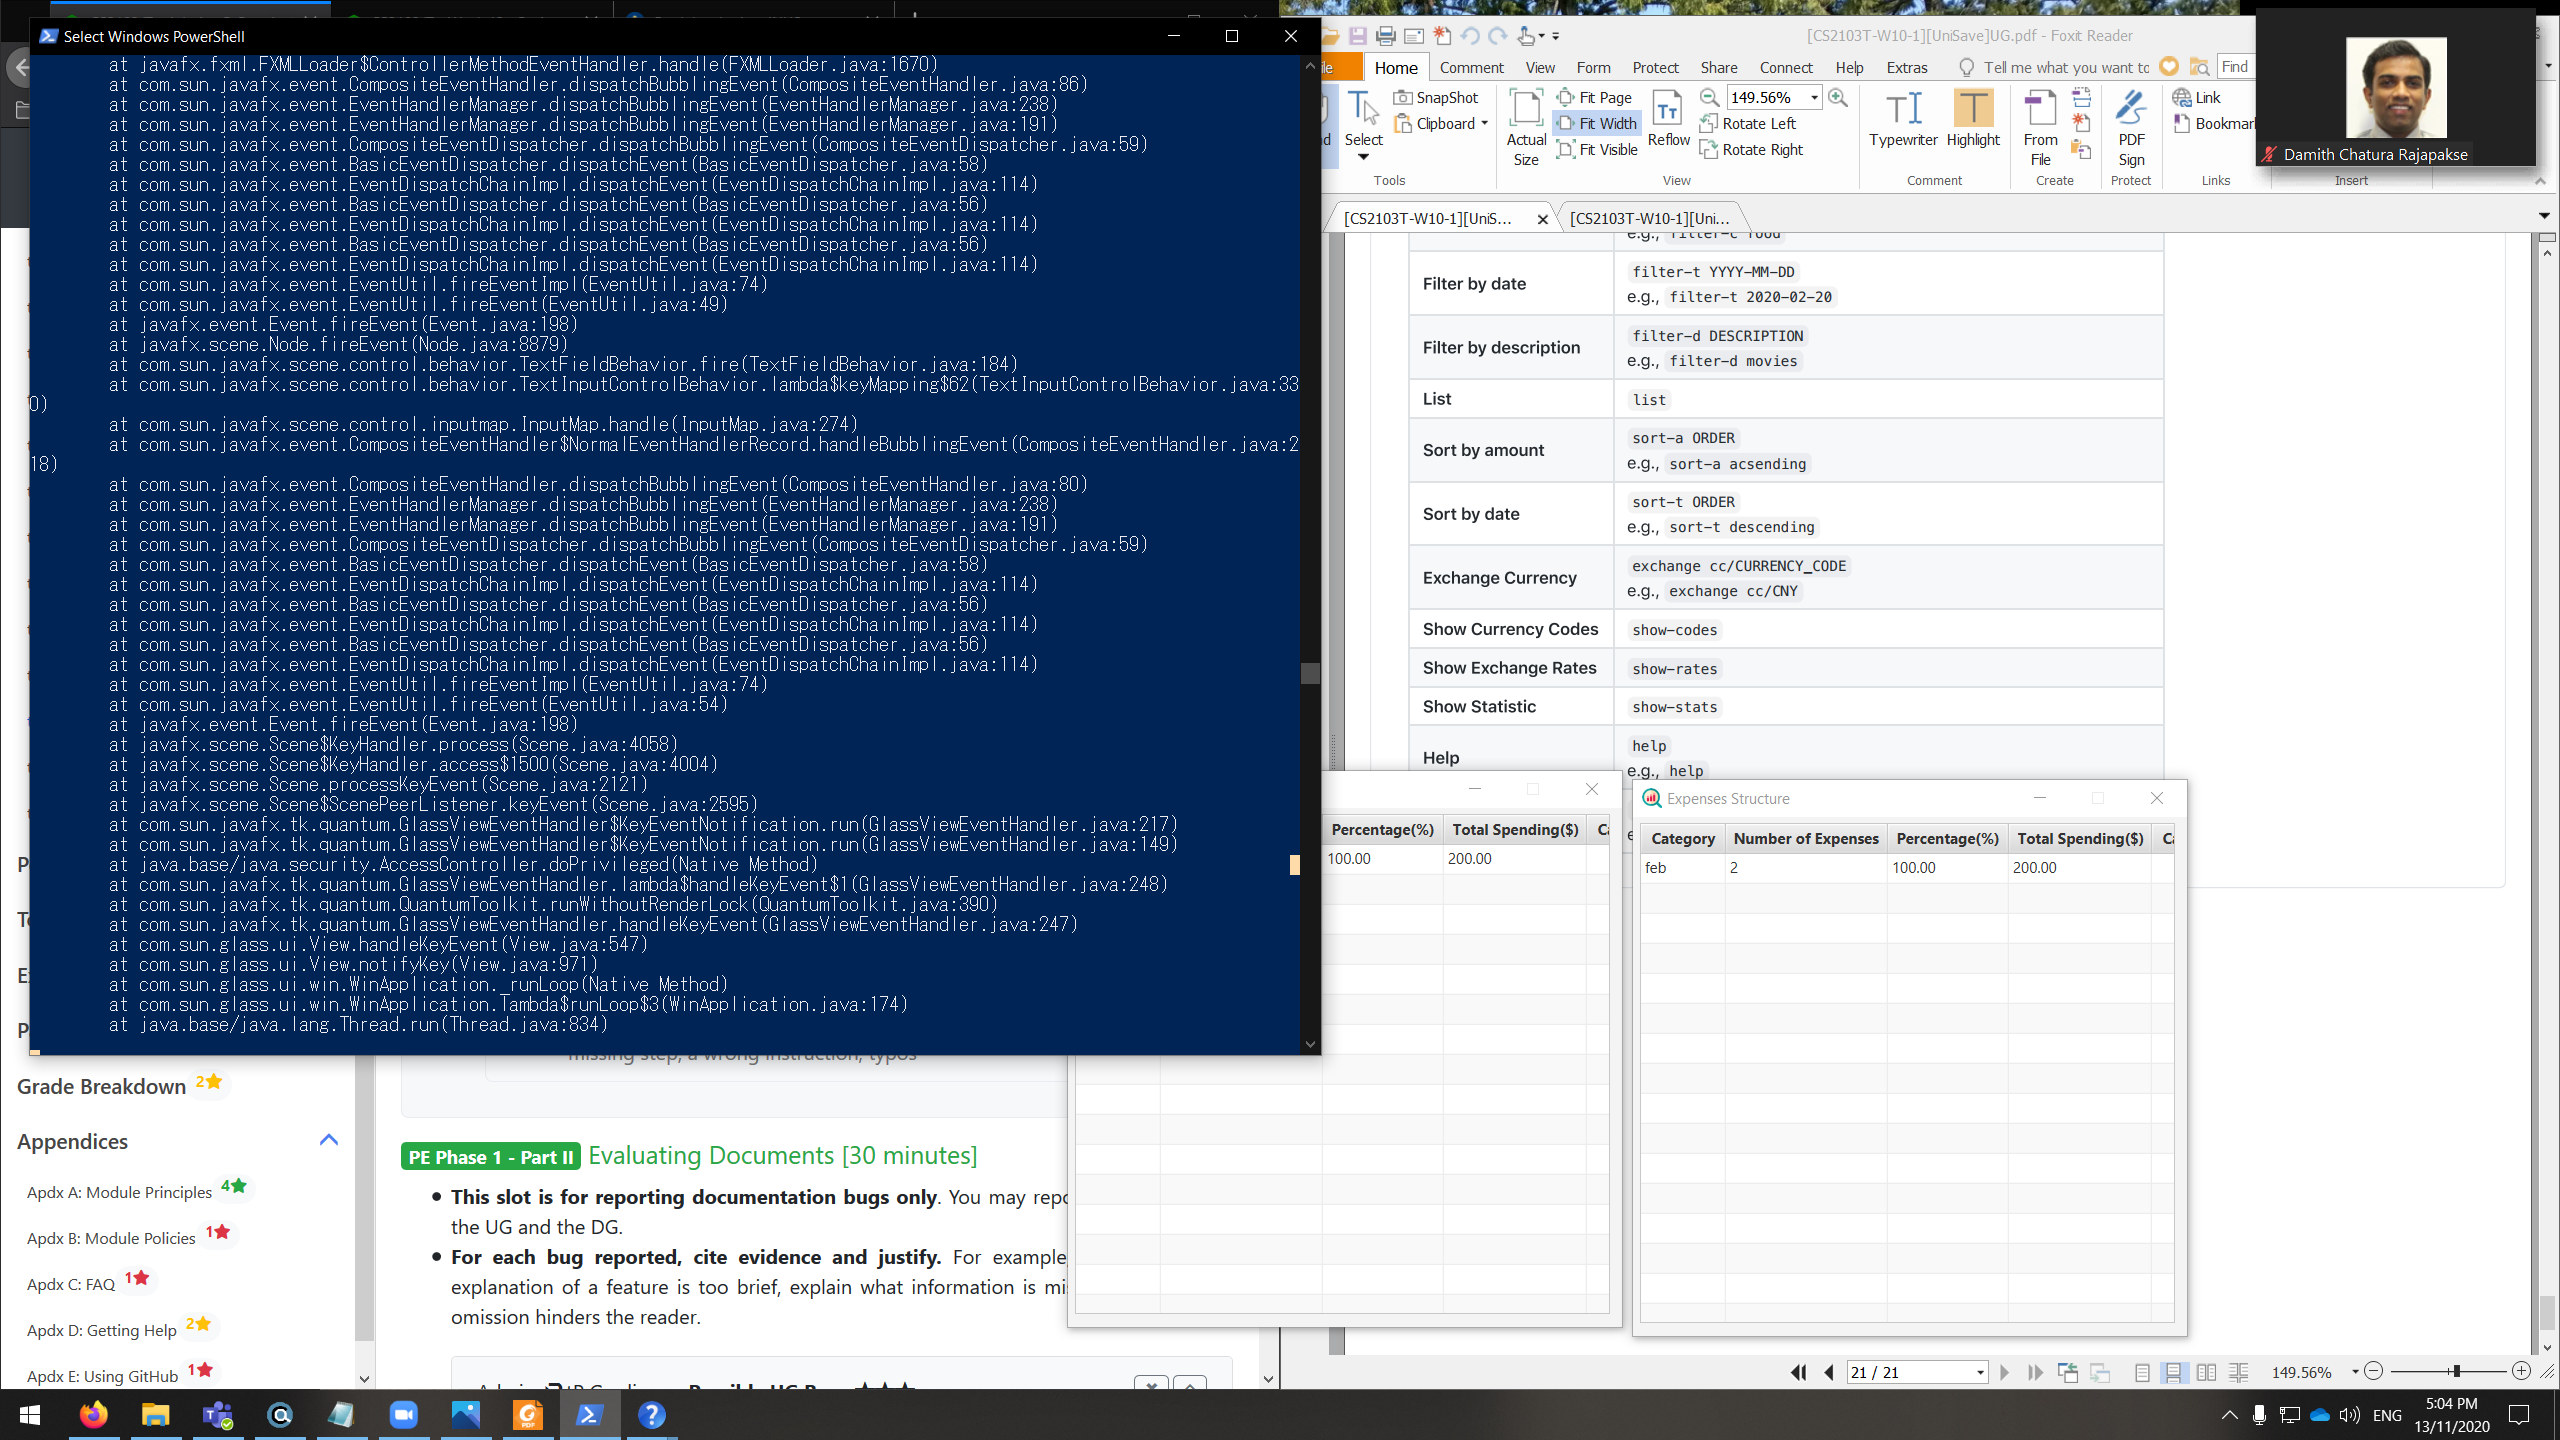 Select Windows PowerShell
at javafx.fxml.FXMLLoader$ControllerMethodEventHandler.handle(FXMLLoader.java:1670)
at com.sun.javafx.event.CompositeEventHandler.dispatchBubblingEvent(CompositeEventHandler.java:86)
at com.sun.javafx.event.EventHandlerManager.dispatchBubblingEvent(EventHandlerManager.java:238)
at com.sun.javafx.event.EventHandlerManager.dispatchBubblingEvent(EventHandlerManager.java:191)
at com.sun.javafx.event.CompositeEventDispatcher.dispatchBubblingEvent(CompositeEventDispatcher.java:59)
at com.sun.javafx.event.BasicEventDispatcher.dispatchEvent(BasicEventDispatcher.java:58)
at com.sun.javafx.event.EventDispatchChainImpl.dispatchEvent(EventDispatchChainImpl.java:114)
at com.sun.javafx.event.BasicEventDispatcher.dispatchEvent(BasicEventDispatcher.java:56)
at com.sun.javafx.event.EventDispatchChainImpl.dispatchEvent(EventDispatchChainImpl.java:114)
at com.sun.javafx.event.BasicEventDispatcher.dispatchEvent(BasicEventDispatcher.java:56)
at com.sun.javafx.event.EventDispatchChainImpl.dispatchEvent(EventDispatchChainImpl.java:114)
at com.sun.javafx.event.EventUtil.fireEventImpl(EventUtil.java:74)
at com.sun.javafx.event.EventUtil.fireEvent(EventUtil.java:49)
at javafx.event.Event.fireEvent(Event.java:198)
at javafx.scene.Node.fireEvent(Node.java:8879)
at com.sun.javafx.scene.control.behavior.TextFieldBehavior.fire(TextFieldBehavior.java:184)
at com.sun.javafx.scene.control.behavior.TextInputControlBehavior.lambda$keyMapping$62(TextInputControlBehavior.java:33
0)
at com.sun.javafx.scene.control.inputmap.InputMap.handle(InputMap.java:274)
at com.sun.javafx.event.CompositeEventHandler$NormalEventHandlerRecord.handleBubblingEvent(CompositeEventHandler.java:2
18)
at com.sun.javafx.event.CompositeEventHandler.dispatchBubblingEvent(CompositeEventHandler.java:80)
at com.sun.javafx.event.EventHandlerManager.dispatchBubblingEvent(EventHandlerManager.java:238)
at com.sun.javafx.event.EventHandlerManager.dispatchBubblingEvent(EventHandlerManager.java:191)
at com.sun.javafx.event.CompositeEventDispatcher.dispatchBubblingEvent(CompositeEventDispatcher.java:59)
at com.sun.javafx.event.BasicEventDispatcher.dispatchEvent(BasicEventDispatcher.java:58)
at com.sun.javafx.event.EventDispatchChainImpl.dispatchEvent(EventDispatchChainImpl.java:114)
at com.sun.javafx.event.BasicEventDispatcher.dispatchEvent(BasicEventDispatcher.java:56)
at com.sun.javafx.event.EventDispatchChainImpl.dispatchEvent(EventDispatchChainImpl.java:114)
at com.sun.javafx.event.BasicEventDispatcher.dispatchEvent(BasicEventDispatcher.java:56)
at com.sun.javafx.event.EventDispatchChainImpl.dispatchEvent(EventDispatchChainImpl.java:114)
at com.sun.javafx.event.EventUtil.fireEventImpl(EventUtil.java:74)
at com.sun.javafx.event.EventUtil.fireEvent(EventUtil.java:54)
at javafx.event.Event.fireEvent(Event.java:198)
at javafx.scene.Scene$KeyHandler.process(Scene.java:4058)
at javafx.scene.Scene$KeyHandler.access$1500(Scene.java:4004)
at javafx.scene.Scene.processKeyEvent(Scene.java:2121)
at javafx.scene.Scene$ScenePeerListener.keyEvent(Scene.java:2595)
at com.sun.javafx.tk.quantum.GlassViewEventHandler$KeyEventNotification.run(GlassViewEventHandler.java:217)
at com.sun.javafx.tk.quantum.GlassViewEventHandler$KeyEventNotification.run(GlassViewEventHandler.java:149)
at java.base/java.security.AccessController.doPrivileged(Native Method)
at com.sun.javafx.tk.quantum.GlassViewEventHandler.lambda$handleKeyEvent$1(GlassViewEventHandler.java:248)
at com.sun.javafx.tk.quantum.QuantumToolkit.runWithoutRenderLock(QuantumToolkit.java:390)
at com.sun.javafx.tk.quantum.GlassViewEventHandler.handleKeyEvent(GlassViewEventHandler.java:247)
at com.sun.glass.ui.View.handleKeyEvent(View.java:547)
at com.sun.glass.ui.View.notifyKey(View.java:971)
at com.sun.glass.ui.win.WinApplication._runLoop(Native Method)
at com.sun.glass.ui.win.WinApplication.lambda$runLoop$3(WinApplication.java:174)
at java.base/java.lang.Thread.run(Thread.java:834)
[CS2103T-W10-1][UniSave]UG.pdf - Foxit Reader
Home Comment View Form Protect Share Connect Help Extras Tell me what you want to Find
SnapShot Fit Page 149.56% Link
Select Clipboard Actual Size Fit Width Reflow Rotate Left Typewriter Highlight From File PDF Sign Bookmar
Fit Visible Rotate Right
Tools View Comment Create Protect Links Insert
Damith Chatura Rajapakse
[CS2103T-W10-1][UniS... [CS2103T-W10-1][Uni...
e.g., filter-c food
Filter by date filter-t YYYY-MM-DD
e.g., filter-t 2020-02-20
Filter by description filter-d DESCRIPTION
e.g., filter-d movies
List list
Sort by amount sort-a ORDER
e.g., sort-a acsending
Sort by date sort-t ORDER
e.g., sort-t descending
Exchange Currency exchange cc/CURRENCY_CODE
e.g., exchange cc/CNY
Show Currency Codes show-codes
Show Exchange Rates show-rates
Show Statistic show-stats
Help help
e.g., help
Percentage(%) Total Spending($) Ca
100.00 200.00
Expenses Structure
Category Number of Expenses Percentage(%) Total Spending($) Ca
feb 2 100.00 200.00
missing step, a wrong instruction, typos
Grade Breakdown 2
Appendices
Apdx A: Module Principles 4
Apdx B: Module Policies 1
Apdx C: FAQ 1
Apdx D: Getting Help 2
Apdx E: Using GitHub 1
PE Phase 1 - Part II Evaluating Documents [30 minutes]
This slot is for reporting documentation bugs only. You may repo
the UG and the DG.
For each bug reported, cite evidence and justify. For example,
explanation of a feature is too brief, explain what information is mis
omission hinders the reader.
21 / 21 149.56%
ENG
5:04 PM
13/11/2020